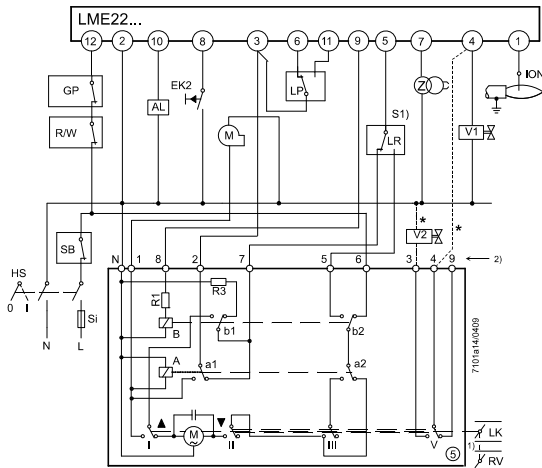 LME22...
12 2 10 8 3 6 11 9 5 7 4 1
ION
GP
EK2
LP
Z
AL
S1)
R/W
M
LR
V1
*
*
V2
SB
N 1 8 2 7 5 6 3 4 9 2)
HS
R3
R1
0 I
Si
B b1 b2
N L
A a1 a2
7101a14/0409
I M II III V LK
5 1)
RV